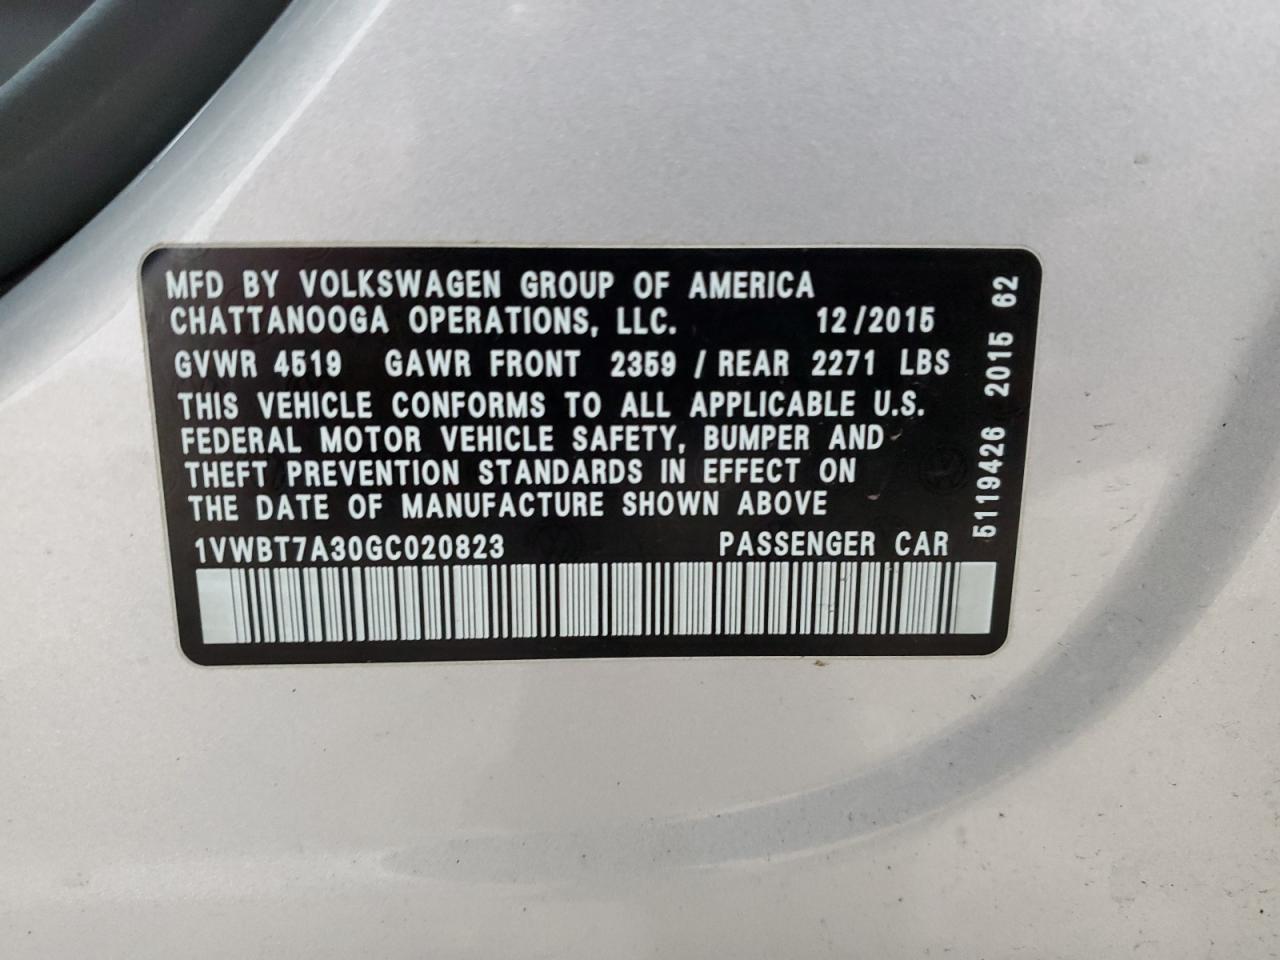 MFD BY VOLKSWAGEN GROUP OF AMERICA
CHATTANOOGA OPERATIONS, LLC. 12/2015
GVWR 4519 GAWR FRONT 2359 / REAR 2271 LBS
THIS VEHICLE CONFORMS TO ALL APPLICABLE U.S.
FEDERAL MOTOR VEHICLE SAFETY, BUMPER AND
THEFT PREVENTION STANDARDS IN EFFECT ON
THE DATE OF MANUFACTURE SHOWN ABOVE
1VWBT7A30GC020823 PASSENGER CAR
5119426 2015 62